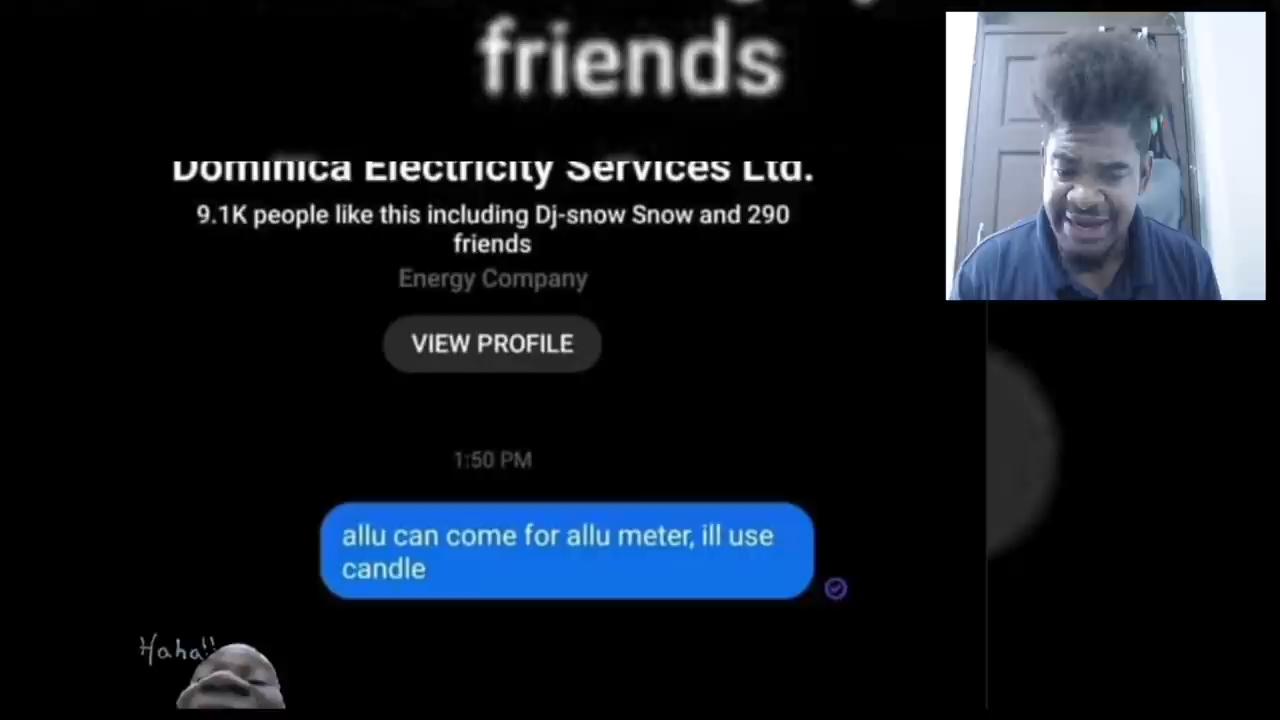 friends
Dominica Electricity Services Ltd.
9.1K people like this including Dj-snow Snow and 290
friends
Energy Company
VIEW PROFILE
1:50 PM
allu can come for allu meter, ill use
candle
Haha!!